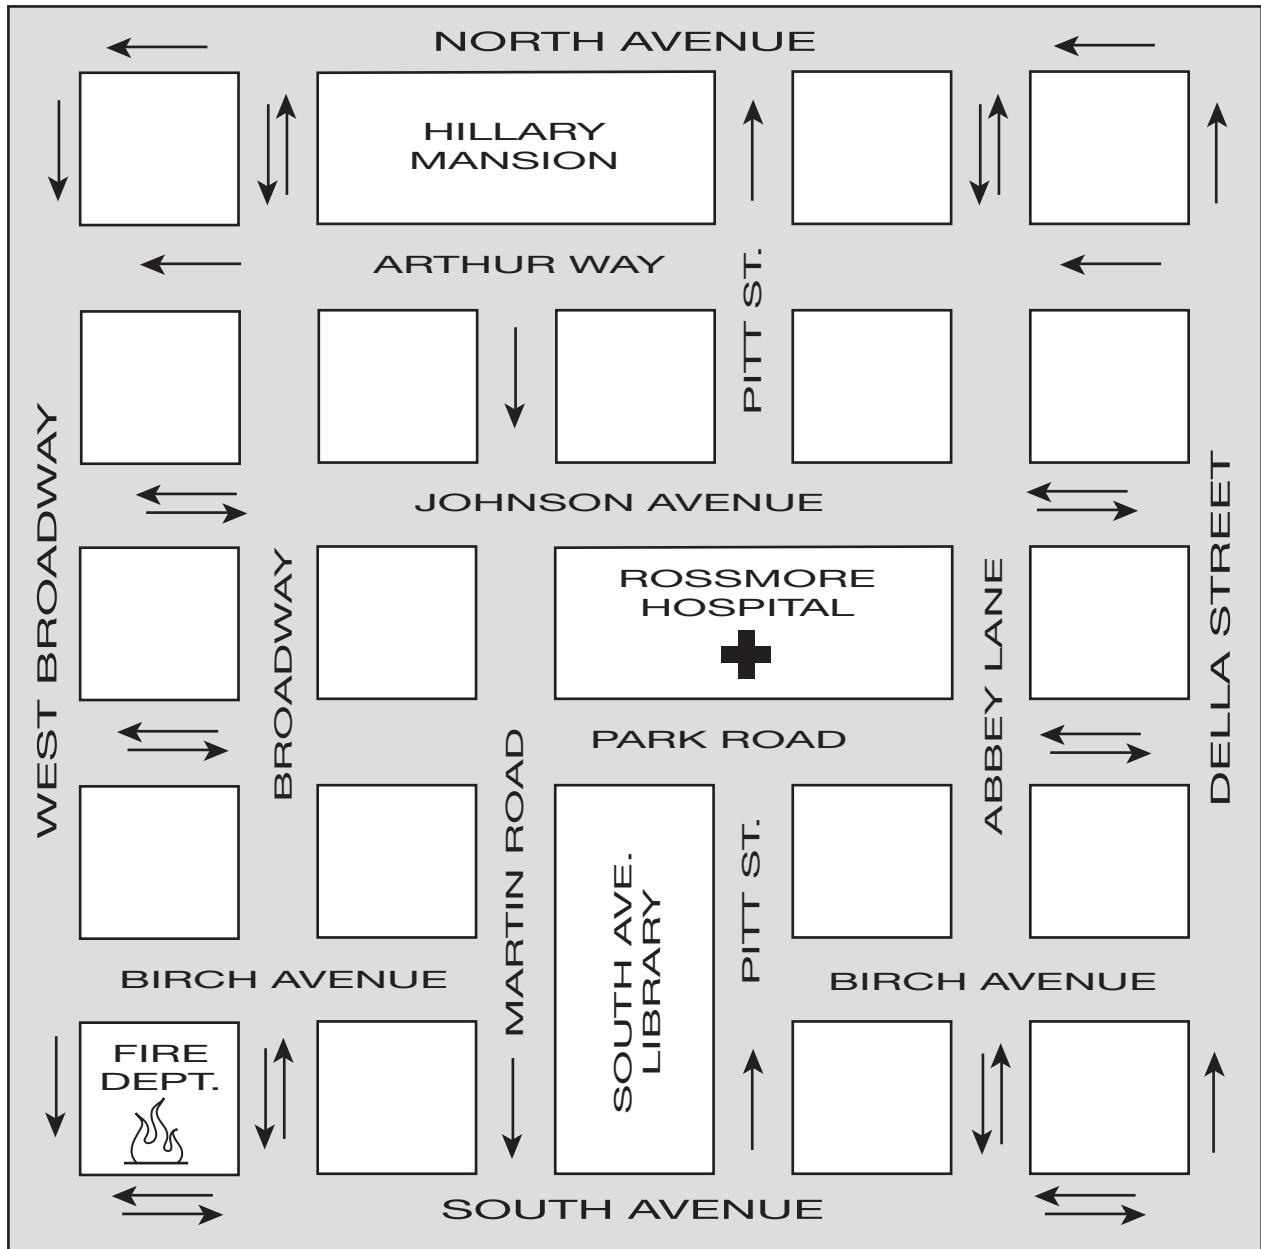 NORTH AVENUE
HILLARY
MANSION
ARTHUR WAY
PITT ST.
WEST BROADWAY
JOHNSON AVENUE
DELLA STREET
BROADWAY
ROSSMORE
HOSPITAL
ABBEY LANE
PARK ROAD
MARTIN ROAD
SOUTH AVE.
LIBRARY
PITT ST.
BIRCH AVENUE
BIRCH AVENUE
FIRE
DEPT.
SOUTH AVENUE